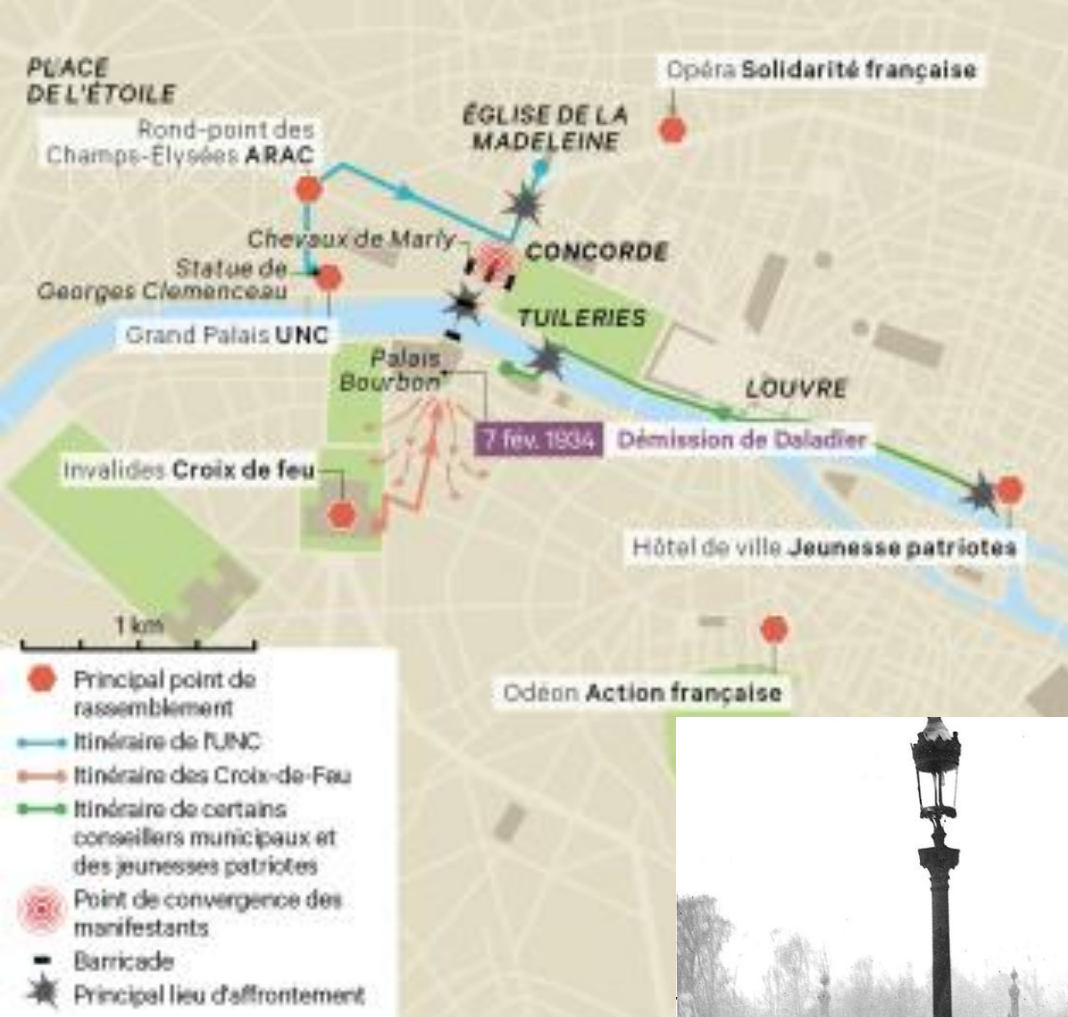 PLACE
DE L'ÉTOILE
Opéra Solidarité française
ÉGLISE DE LA
MADELEINE
Rond-point des
Champs-Elysées ARAC
Chevaux de Marly
CONCORDE
Statue de
Georges Clemenceau
TUILERIES
Grand Palais UNC
Palais
Bourbon
LOUVRE
7 fév. 1934 Démission de Daladier
Invalides Croix de feu
Hôtel de ville Jeunesse patriotes
1 km
Odéon Action française
Principal point de
rassemblement
Itinéraire de l'UNC
Itinéraire des Croix-de-Feu
Itinéraire de certains
conseillers municipaux et
des jeunesses patriotes
Point de convergence des
manifestants
Barricade
Principal lieu d'affrontement